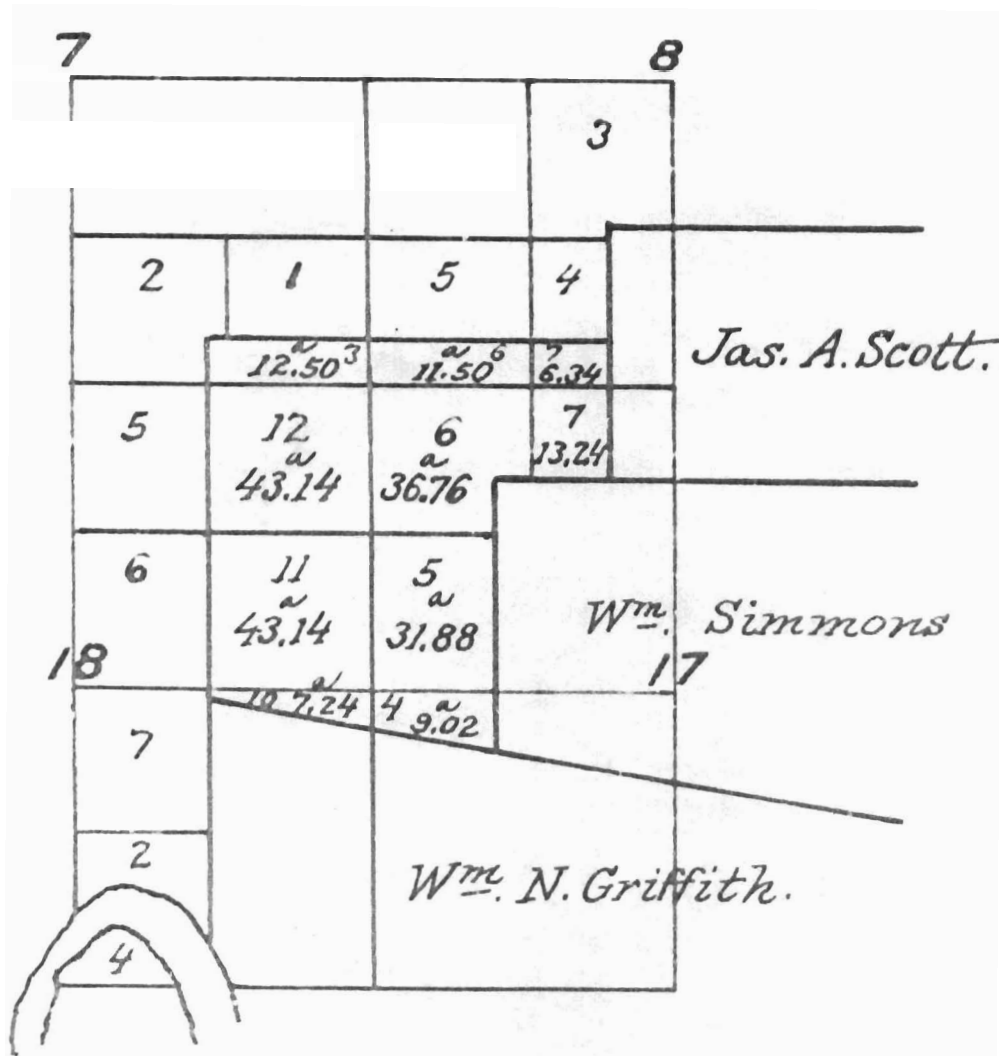 7 8
3
2 1 5 4
a a 6 7
12.50 3 11.50 6.34
Jas. A. Scott.
5 12 6 7
a a 13.24
43.14 36.76
6 11 5
a a
43.14 31.88
Wm. Simmons
18 17
a a
10 7.24 4 9.02
7
2
Wm. N. Griffith.
4